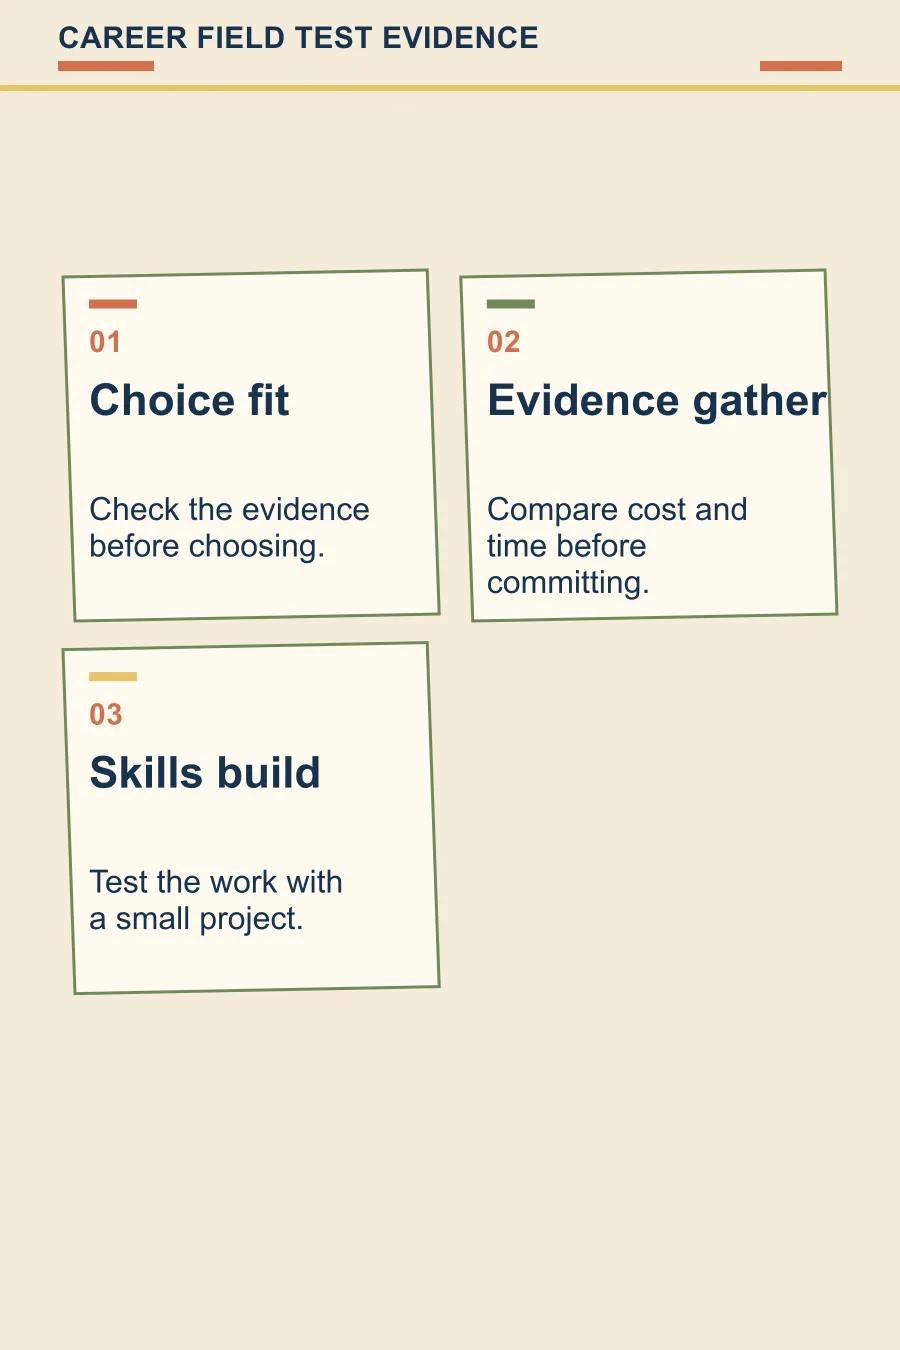 CAREER FIELD TEST EVIDENCE
01
Choice fit
Check the evidence
before choosing.
02
Evidence gather
Compare cost and
time before
committing.
03
Skills build
Test the work with
a small project.